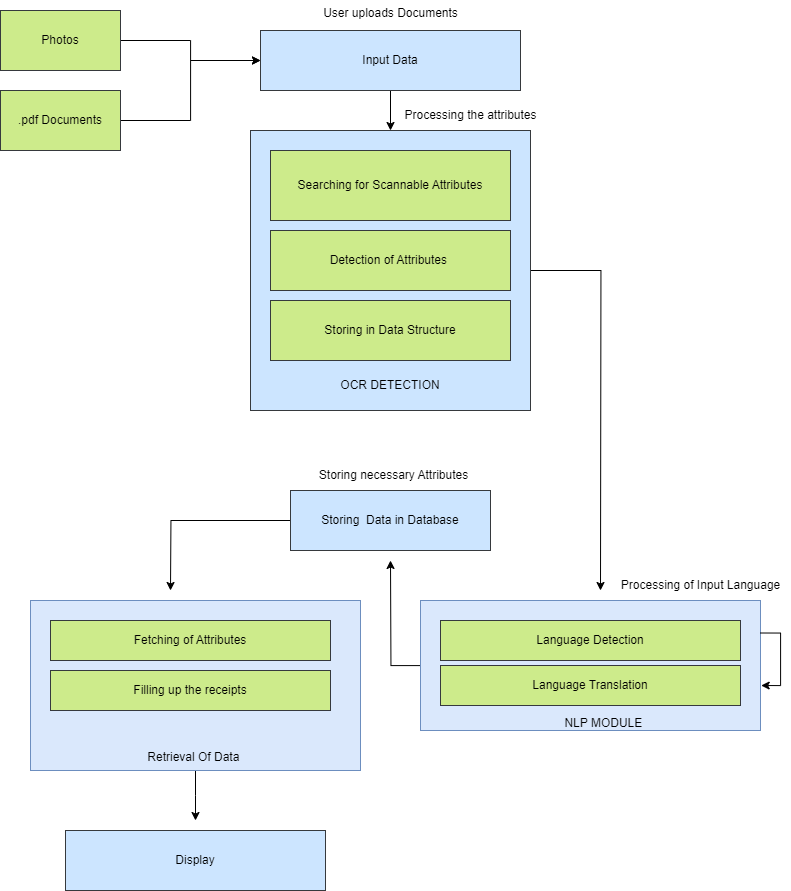 User uploads Documents
Photos
Input Data
.pdf Documents
Processing the attributes
Searching for Scannable Attributes
Detection of Attributes
Storing in Data Structure
OCR DETECTION
Storing necessary Attributes
Storing  Data in Database
Processing of Input Language
Fetching of Attributes
Filling up the receipts
Retrieval Of Data
Language Detection
Language Translation
NLP MODULE
Display